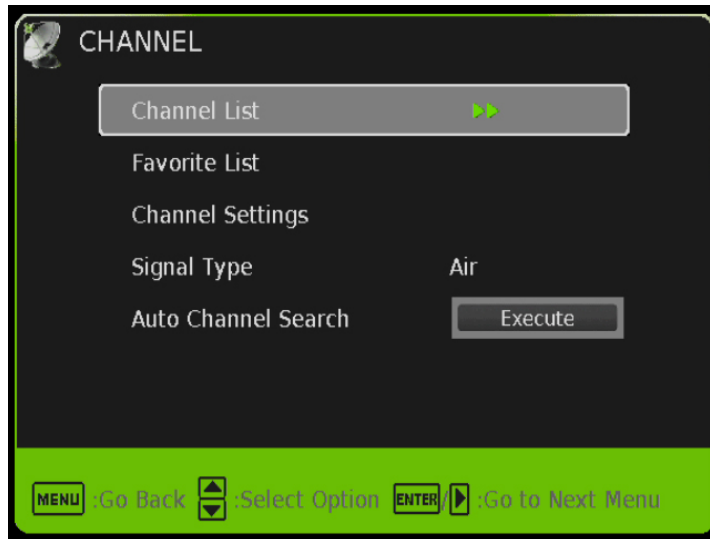 CHANNEL
Channel List
Favorite List
Channel Settings
Signal Type Air
Auto Channel Search Execute
MENU :Go Back :Select Option ENTER/ :Go to Next Menu